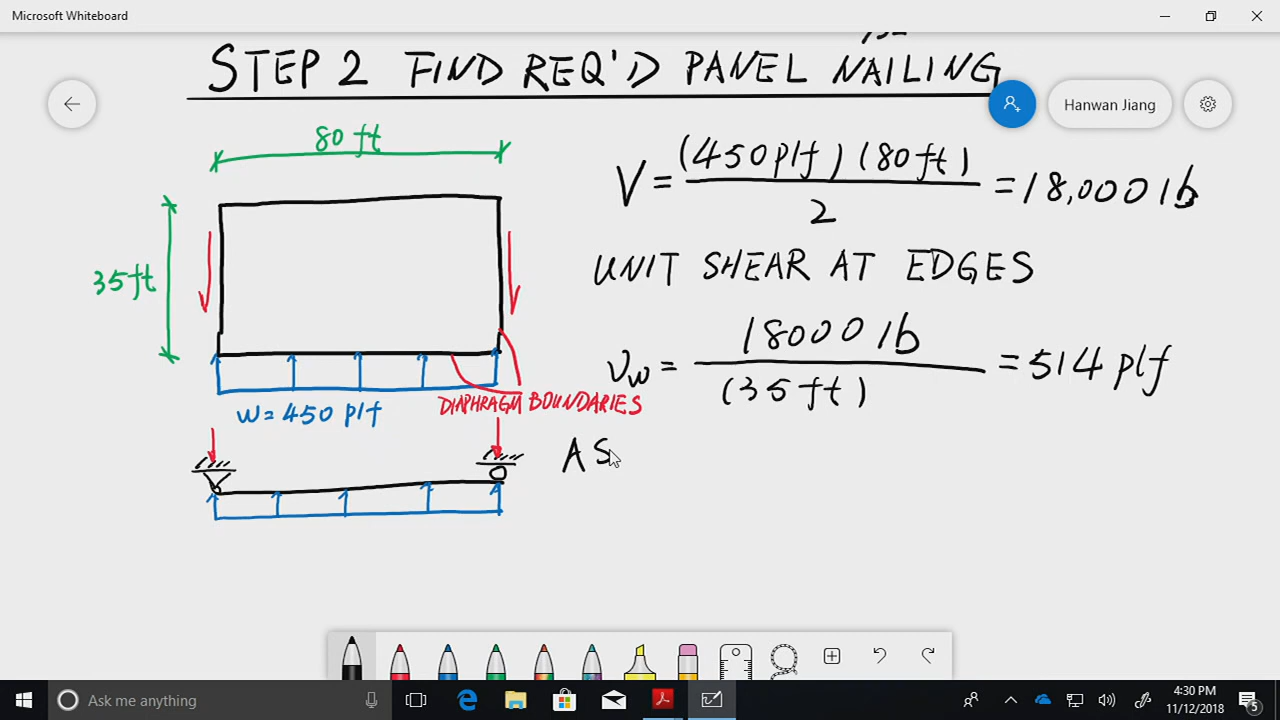 Microsoft Whiteboard
STEP 2 FIND REQ'D PANEL NAILING
Hanwan Jiang
80 ft
35 ft
w = 450 plf
DIAPHRAGM BOUNDARIES
V = (450 plf) (80 ft) / 2 = 18,000 lb
UNIT SHEAR AT EDGES
νw = 18000 lb / (35 ft) = 514 plf
AS
Ask me anything
4:30 PM
11/12/2018
5